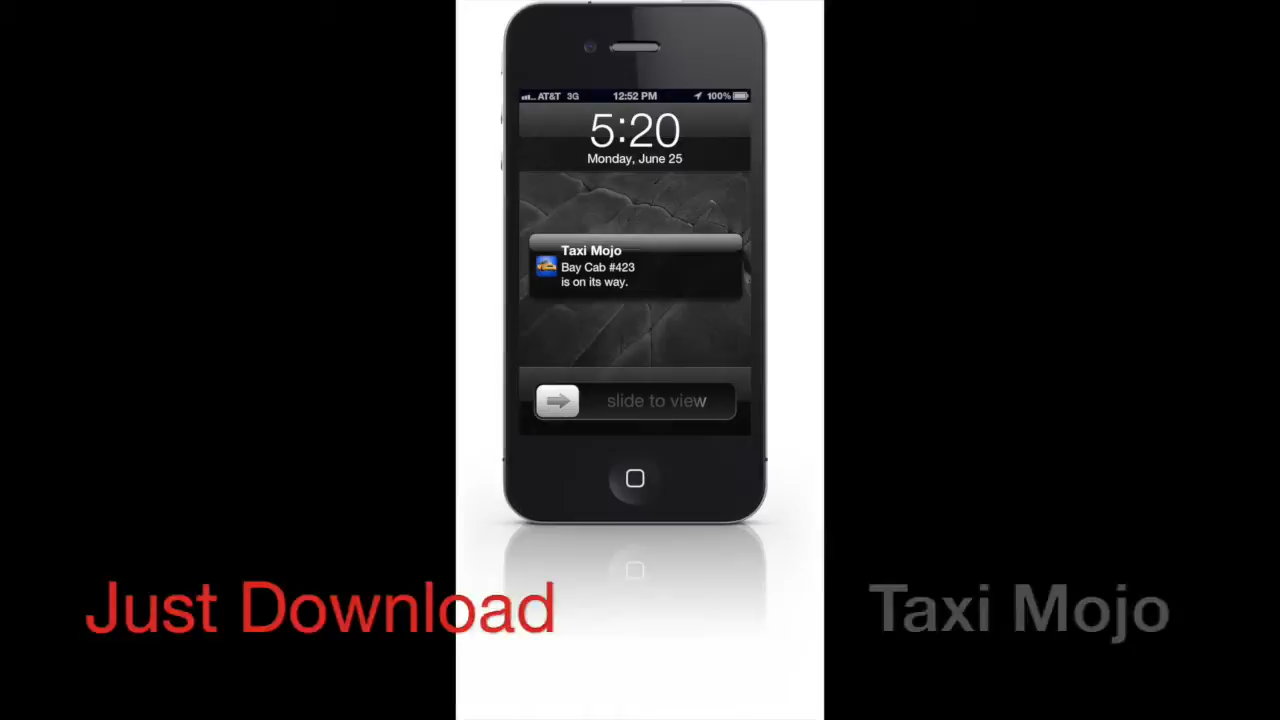 AT&T 3G 12:52 PM 100%
5:20
Monday, June 25
Taxi Mojo
Bay Cab #423
is on its way.
slide to view
Just Download Taxi Mojo